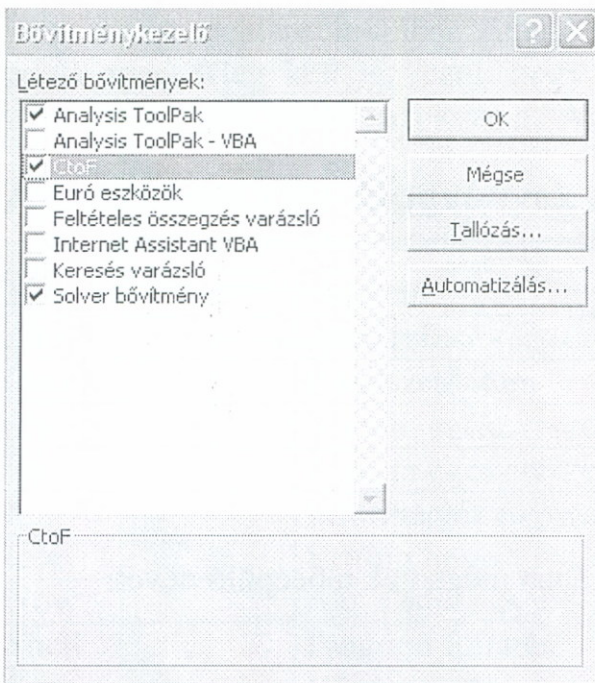 Bővítménykezelő
Létező bővítmények:
Analysis ToolPak
Analysis ToolPak - VBA
CtoF
Euró eszközök
Feltételes összegzés varázsló
Internet Assistant VBA
Keresés varázsló
Solver bővítmény
OK
Mégse
Tallózás...
Automatizálás...
CtoF